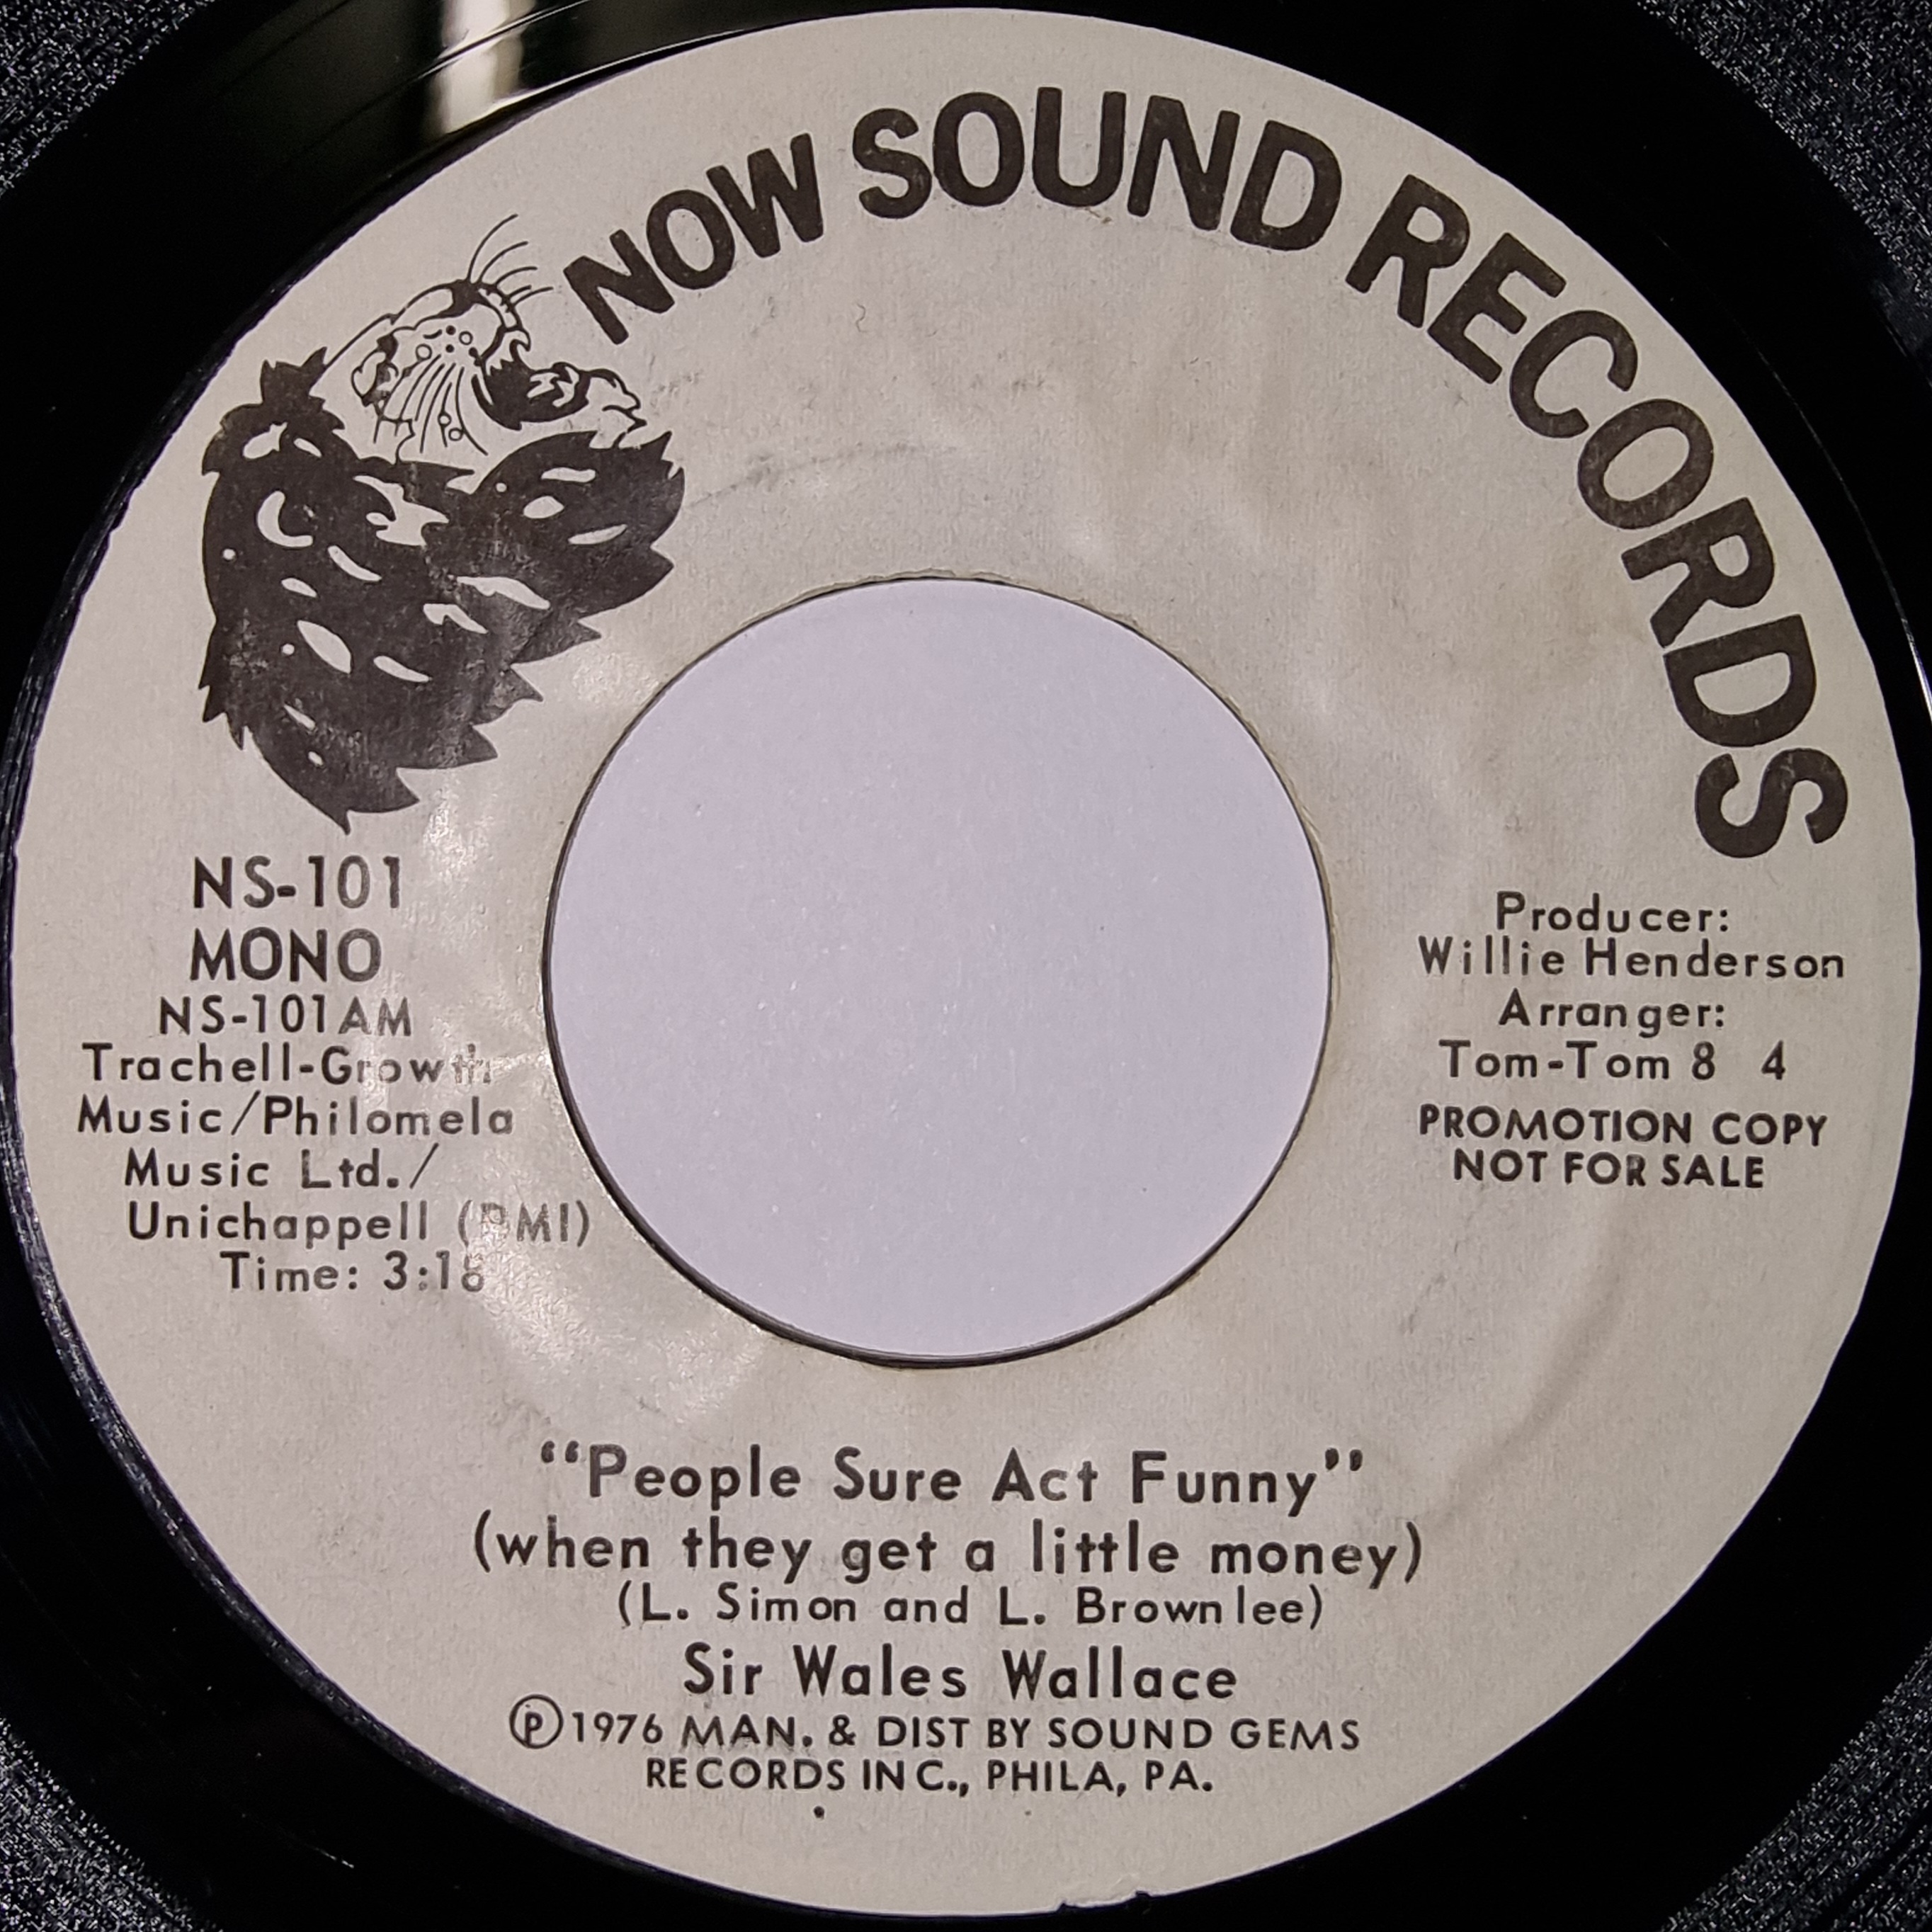 NOW SOUND RECORDS
NS-101
MONO
NS-101AM
Trachell-Growth
Music/Philomela
Music Ltd./
Unichappell (BMI)
Time: 3:18
Producer:
Willie Henderson
Arranger:
Tom-Tom 8 4
PROMOTION COPY
NOT FOR SALE
“People Sure Act Funny”
(when they get a little money)
(L. Simon and L. Brownlee)
Sir Wales Wallace
Ⓟ1976 MAN. & DIST BY SOUND GEMS
RECORDS INC., PHILA, PA.